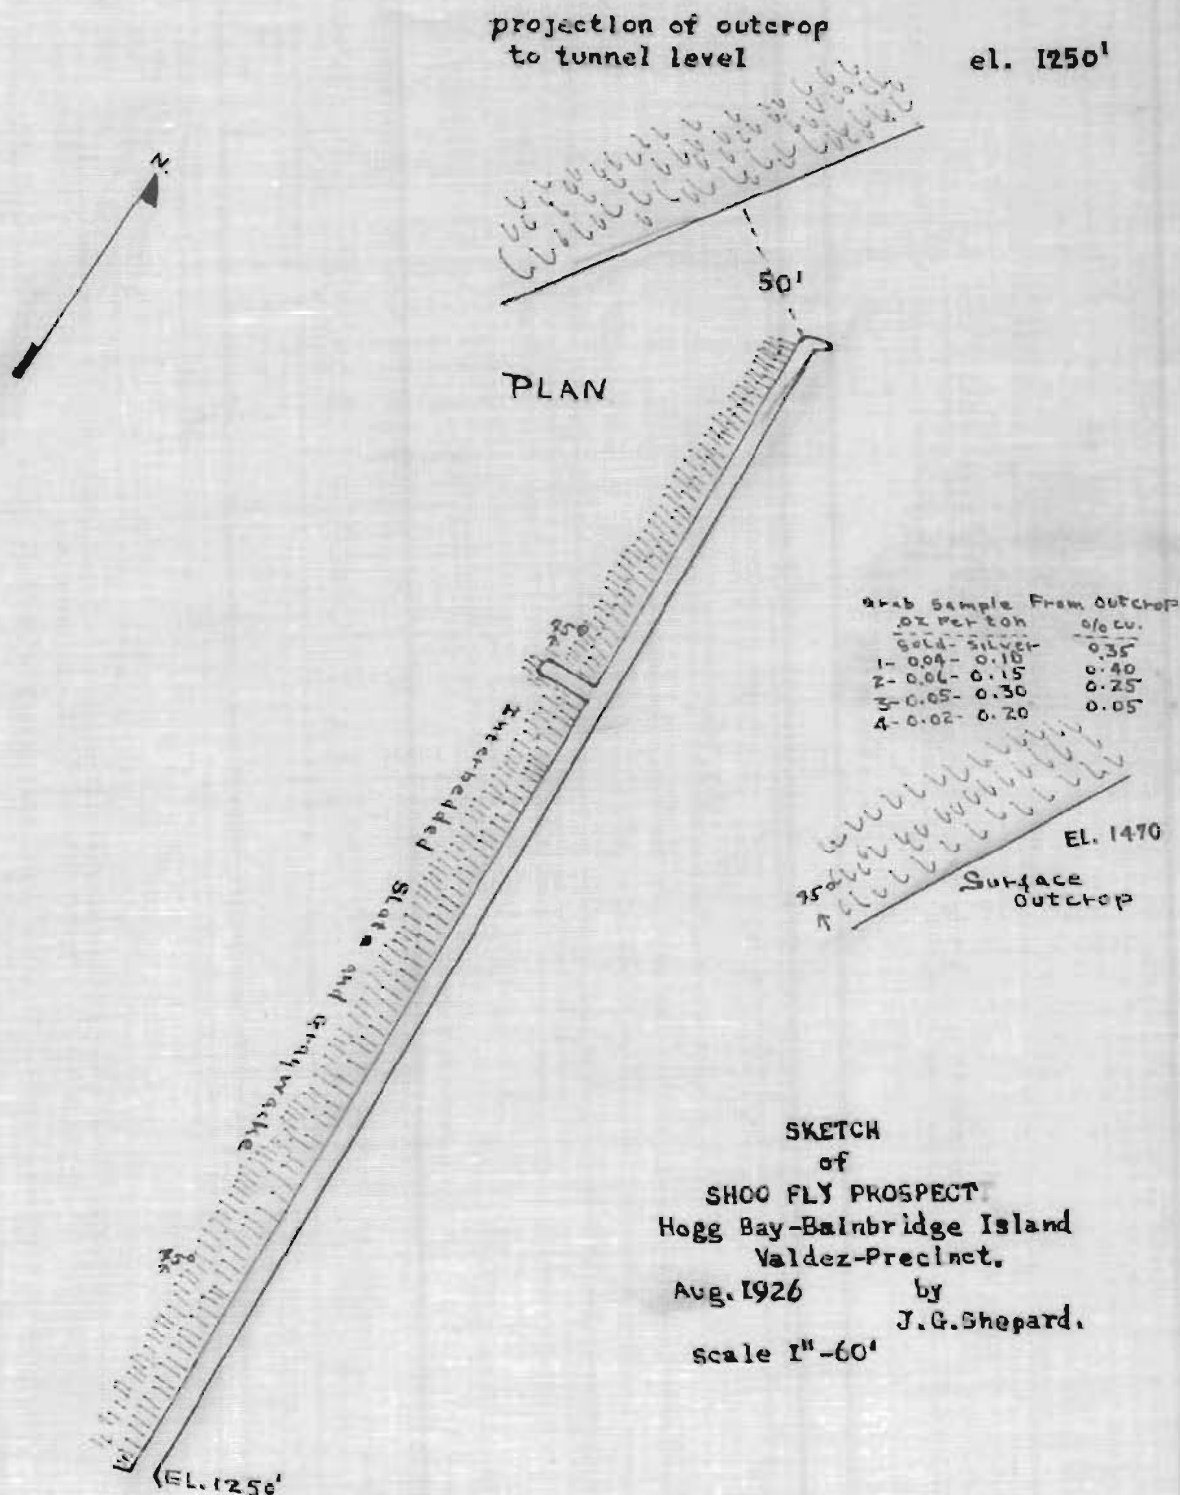 projection of outcrop
to tunnel level
el. 1250'
N.
50'
PLAN
Grab Sample From Outcrop
oz per ton o/o cu.
Gold - Silver
1- 0.04 - 0.10 0.35
2- 0.06 - 0.15 0.40
3- 0.05 - 0.30 0.25
4- 0.02 - 0.20 0.05
Interbedded Slate and Graywacke
EL. 1470
Surface
Outcrop
SKETCH
of
SHOO FLY PROSPECT
Hogg Bay-Bainbridge Island
Valdez-Precinct.
Aug. 1926 by
J.G.Shepard.
scale 1"-60'
EL. 1250'